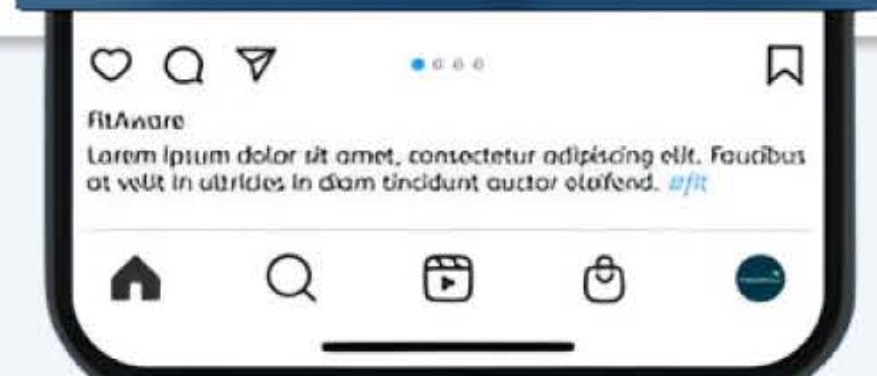 fitAware
Lorem ipsum dolor sit amet, consectetur adipiscing elit. Faucibus
at velit in ultricies in diam tincidunt auctor eleifend. #fit